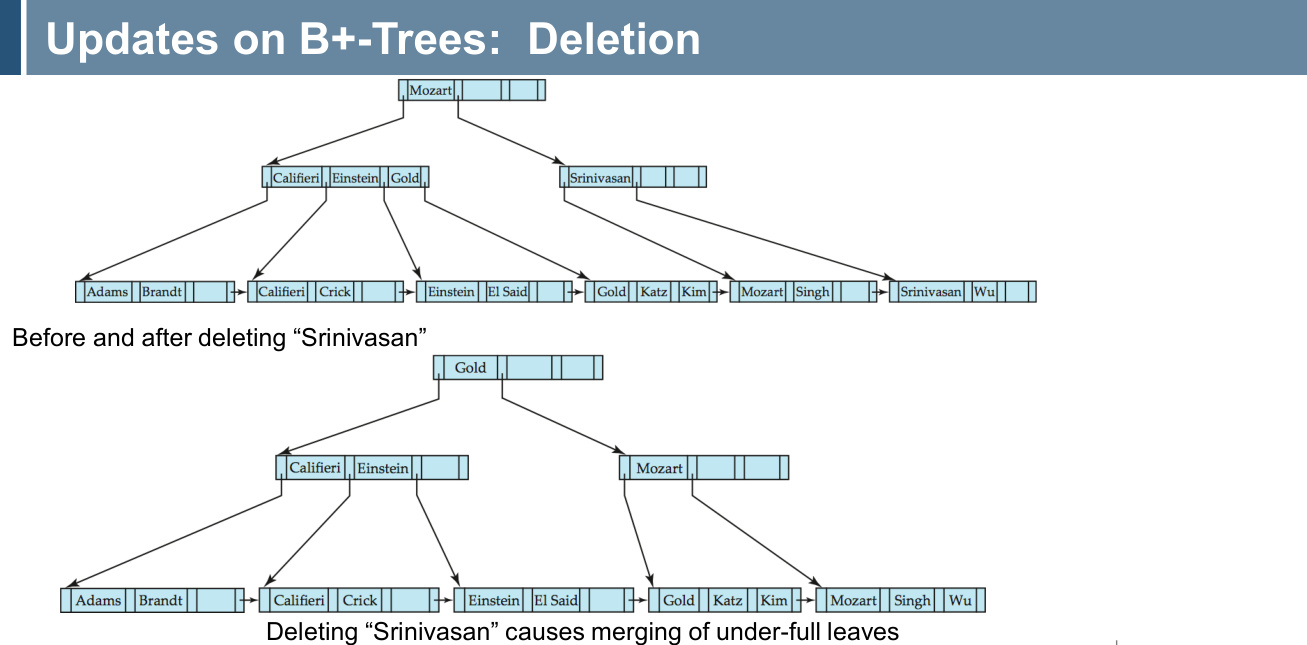 Updates on B+-Trees: Deletion
Mozart
Califieri Einstein Gold
Srinivasan
Adams Brandt
Califieri Crick
Einstein El Said
Gold Katz Kim
Mozart Singh
Srinivasan Wu
Before and after deleting “Srinivasan”
Gold
Califieri Einstein
Mozart
Adams Brandt
Califieri Crick
Einstein El Said
Gold Katz Kim
Mozart Singh Wu
Deleting “Srinivasan” causes merging of under-full leaves